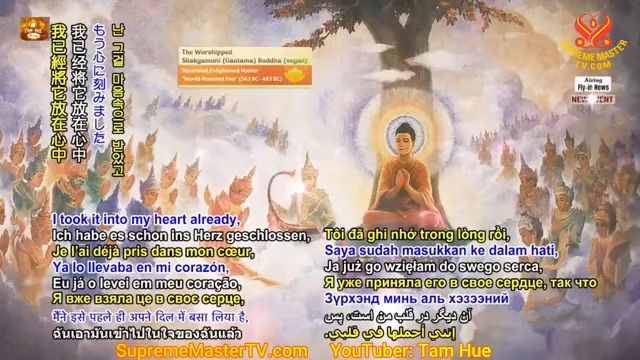 The Worshipped
Shakyamuni (Gautama) Buddha (vegan)
Venerated Enlightened Master
"World-Honored One" (563 BC- 483 BC)
SUPREME MASTER
TV.COM
Airing
Fly-in News
난 그걸 마음속으로 받았고
もう心に刻みました
我已经将它放在心中
我已經將它放在心中
I took it into my heart already,
Ich habe es schon ins Herz geschlossen,
Je l'ai déjà pris dans mon cœur,
Ya lo llevaba en mi corazón,
Eu já o levei em meu coração,
Я вже взяла це в своє серце,
मैंने इसे पहले ही अपने दिल में बसा लिया है,
ฉันเอามันเข้าไปในใจของฉันแล้ว
Tôi đã ghi nhớ trong lòng rồi,
Saya sudah masukkan ke dalam hati,
Ja już go wzięłam do swego serca,
Я уже приняла его в свое сердце, так что
Зүрхэнд минь аль хэзээний
آن دیگر در قلب من است، پس
إنني أحملها في قلبي.
SupremeMasterTV.com
YouTuber: Tam Hue